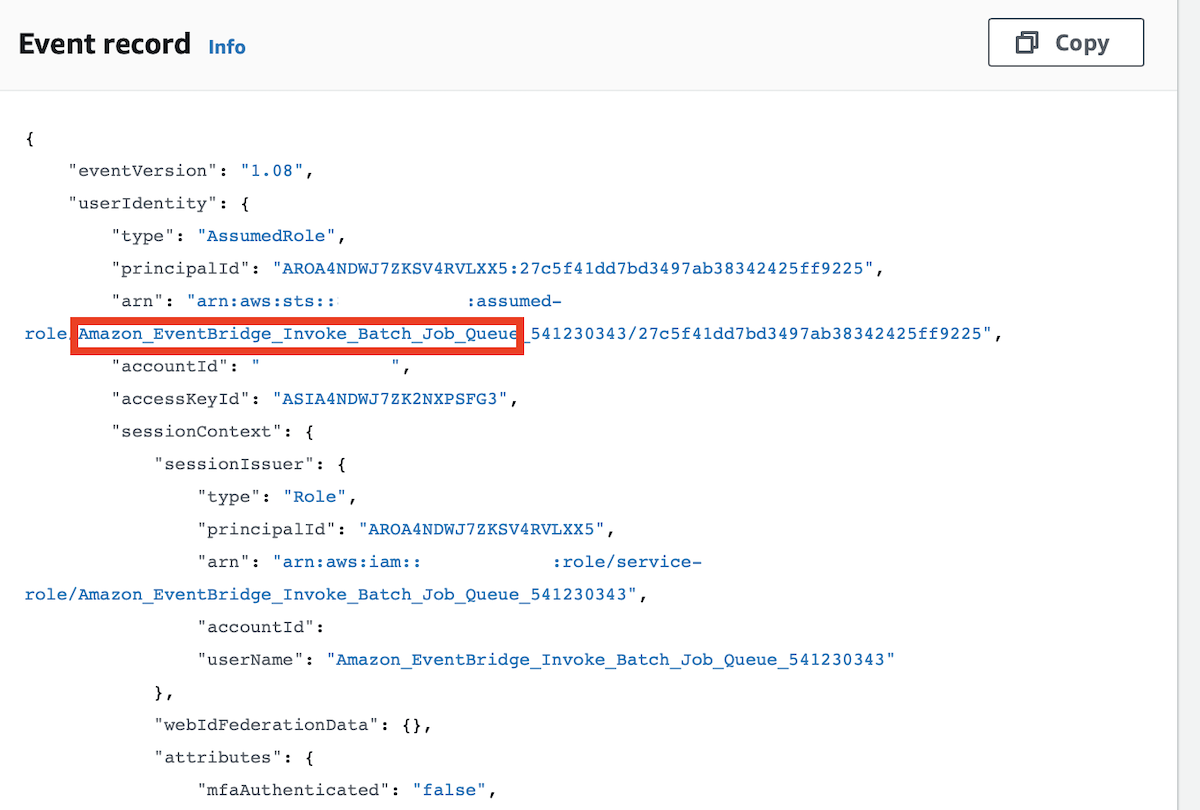 Event record Info
Copy
{
"eventVersion": "1.08",
"userIdentity": {
"type": "AssumedRole",
"principalId": "AROA4NDWJ7ZKSV4RVLXX5:27c5f41dd7bd3497ab38342425ff9225",
"arn": "arn:aws:sts:: :assumed-
role/Amazon_EventBridge_Invoke_Batch_Job_Queue_541230343/27c5f41dd7bd3497ab38342425ff9225",
"accountId": " ",
"accessKeyId": "ASIA4NDWJ7ZK2NXPSFG3",
"sessionContext": {
"sessionIssuer": {
"type": "Role",
"principalId": "AROA4NDWJ7ZKSV4RVLXX5",
"arn": "arn:aws:iam:: :role/service-
role/Amazon_EventBridge_Invoke_Batch_Job_Queue_541230343",
"accountId":
"userName": "Amazon_EventBridge_Invoke_Batch_Job_Queue_541230343"
},
"webIdFederationData": {},
"attributes": {
"mfaAuthenticated": "false",